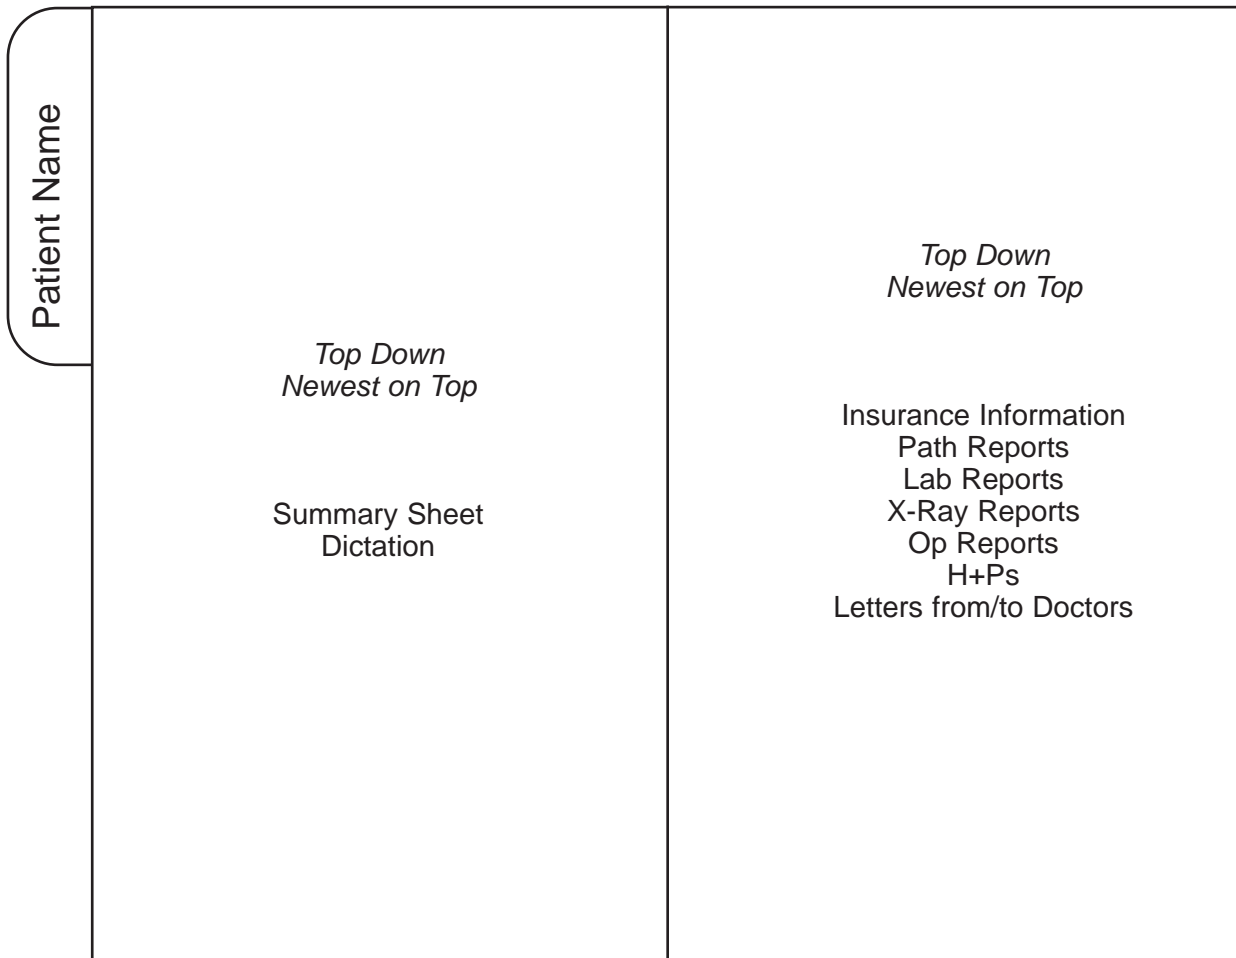 Patient Name
Top Down
Newest on Top
Summary Sheet
Dictation
Top Down
Newest on Top
Insurance Information
Path Reports
Lab Reports
X-Ray Reports
Op Reports
H+Ps
Letters from/to Doctors